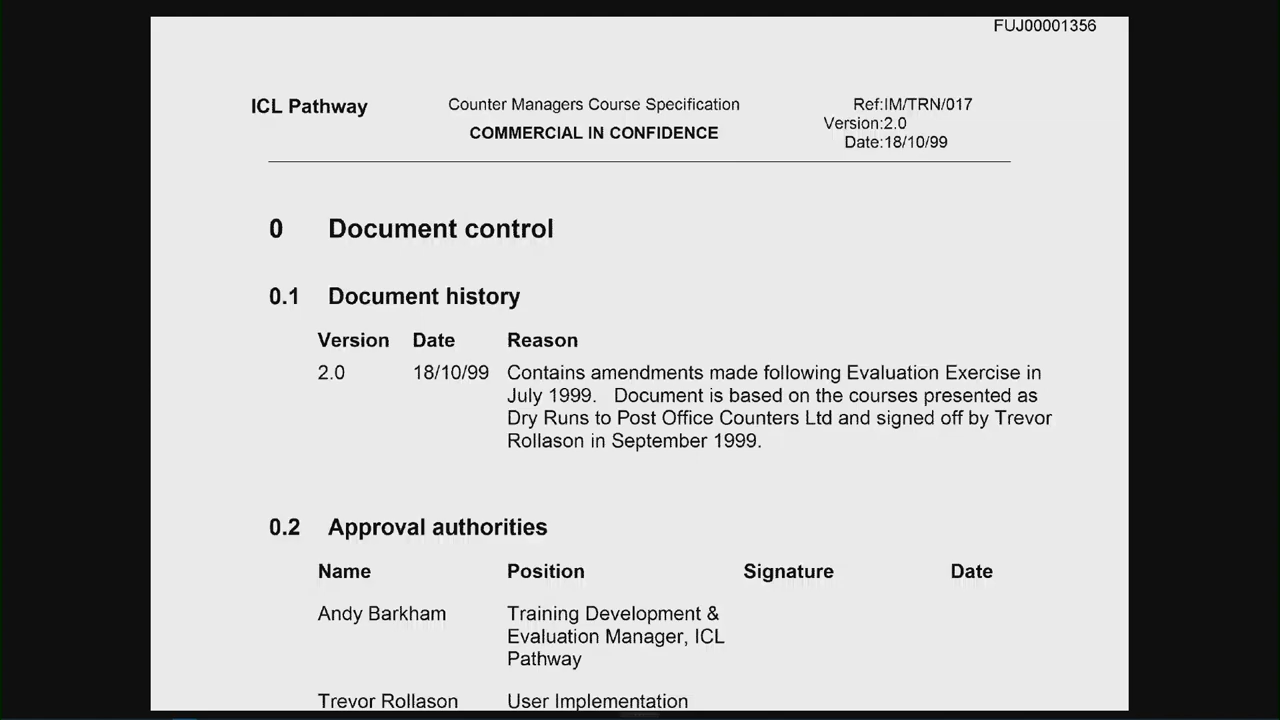 FUJ00001356
ICL Pathway
Counter Managers Course Specification
COMMERCIAL IN CONFIDENCE
Ref:IM/TRN/017
Version:2.0
Date:18/10/99
0 Document control
0.1 Document history
Version Date Reason
2.0 18/10/99 Contains amendments made following Evaluation Exercise in
July 1999. Document is based on the courses presented as
Dry Runs to Post Office Counters Ltd and signed off by Trevor
Rollason in September 1999.
0.2 Approval authorities
Name Position Signature Date
Andy Barkham Training Development &
Evaluation Manager, ICL
Pathway
Trevor Rollason User Implementation